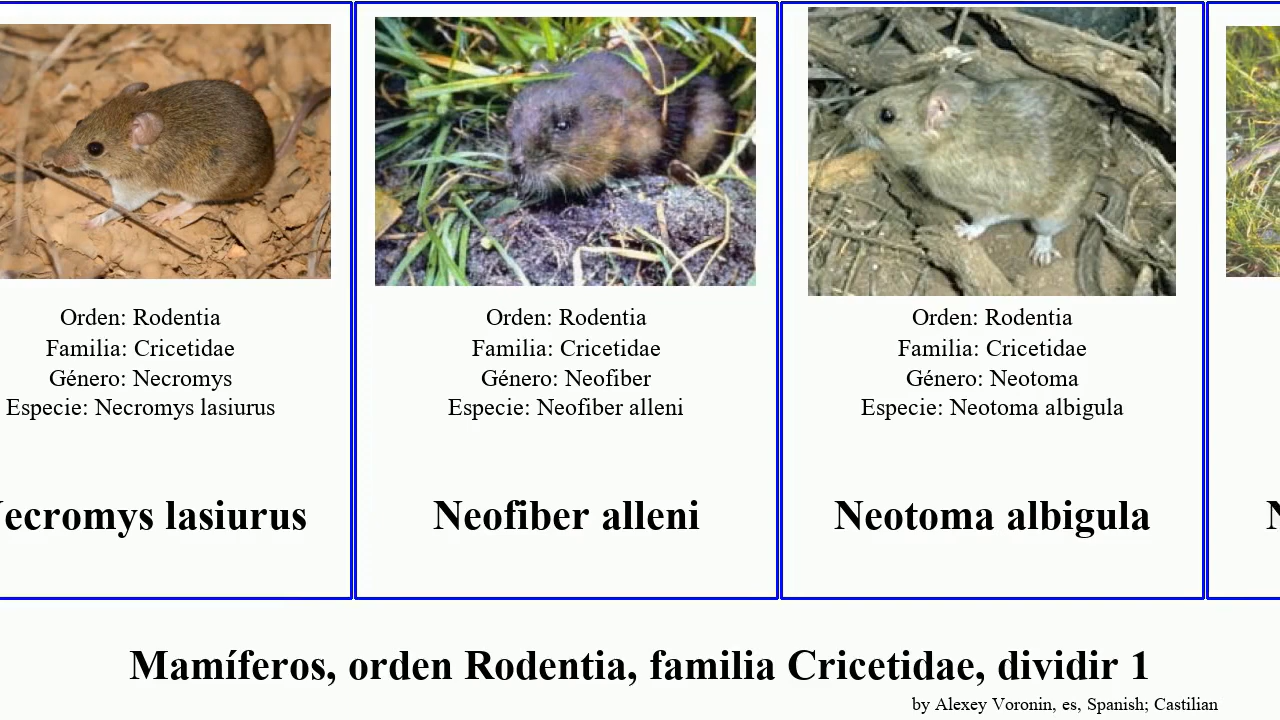 Orden: Rodentia
Familia: Cricetidae
Género: Necromys
Especie: Necromys lasiurus
ecromys lasiurus
Orden: Rodentia
Familia: Cricetidae
Género: Neofiber
Especie: Neofiber alleni
Neofiber alleni
Orden: Rodentia
Familia: Cricetidae
Género: Neotoma
Especie: Neotoma albigula
Neotoma albigula
N
Mamíferos, orden Rodentia, familia Cricetidae, dividir 1
by Alexey Voronin, es, Spanish; Castilian